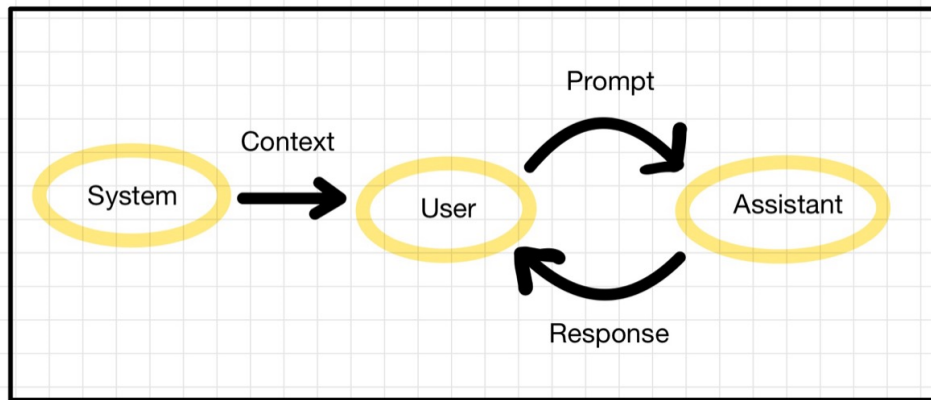 Prompt
Context
System
User
Assistant
Response